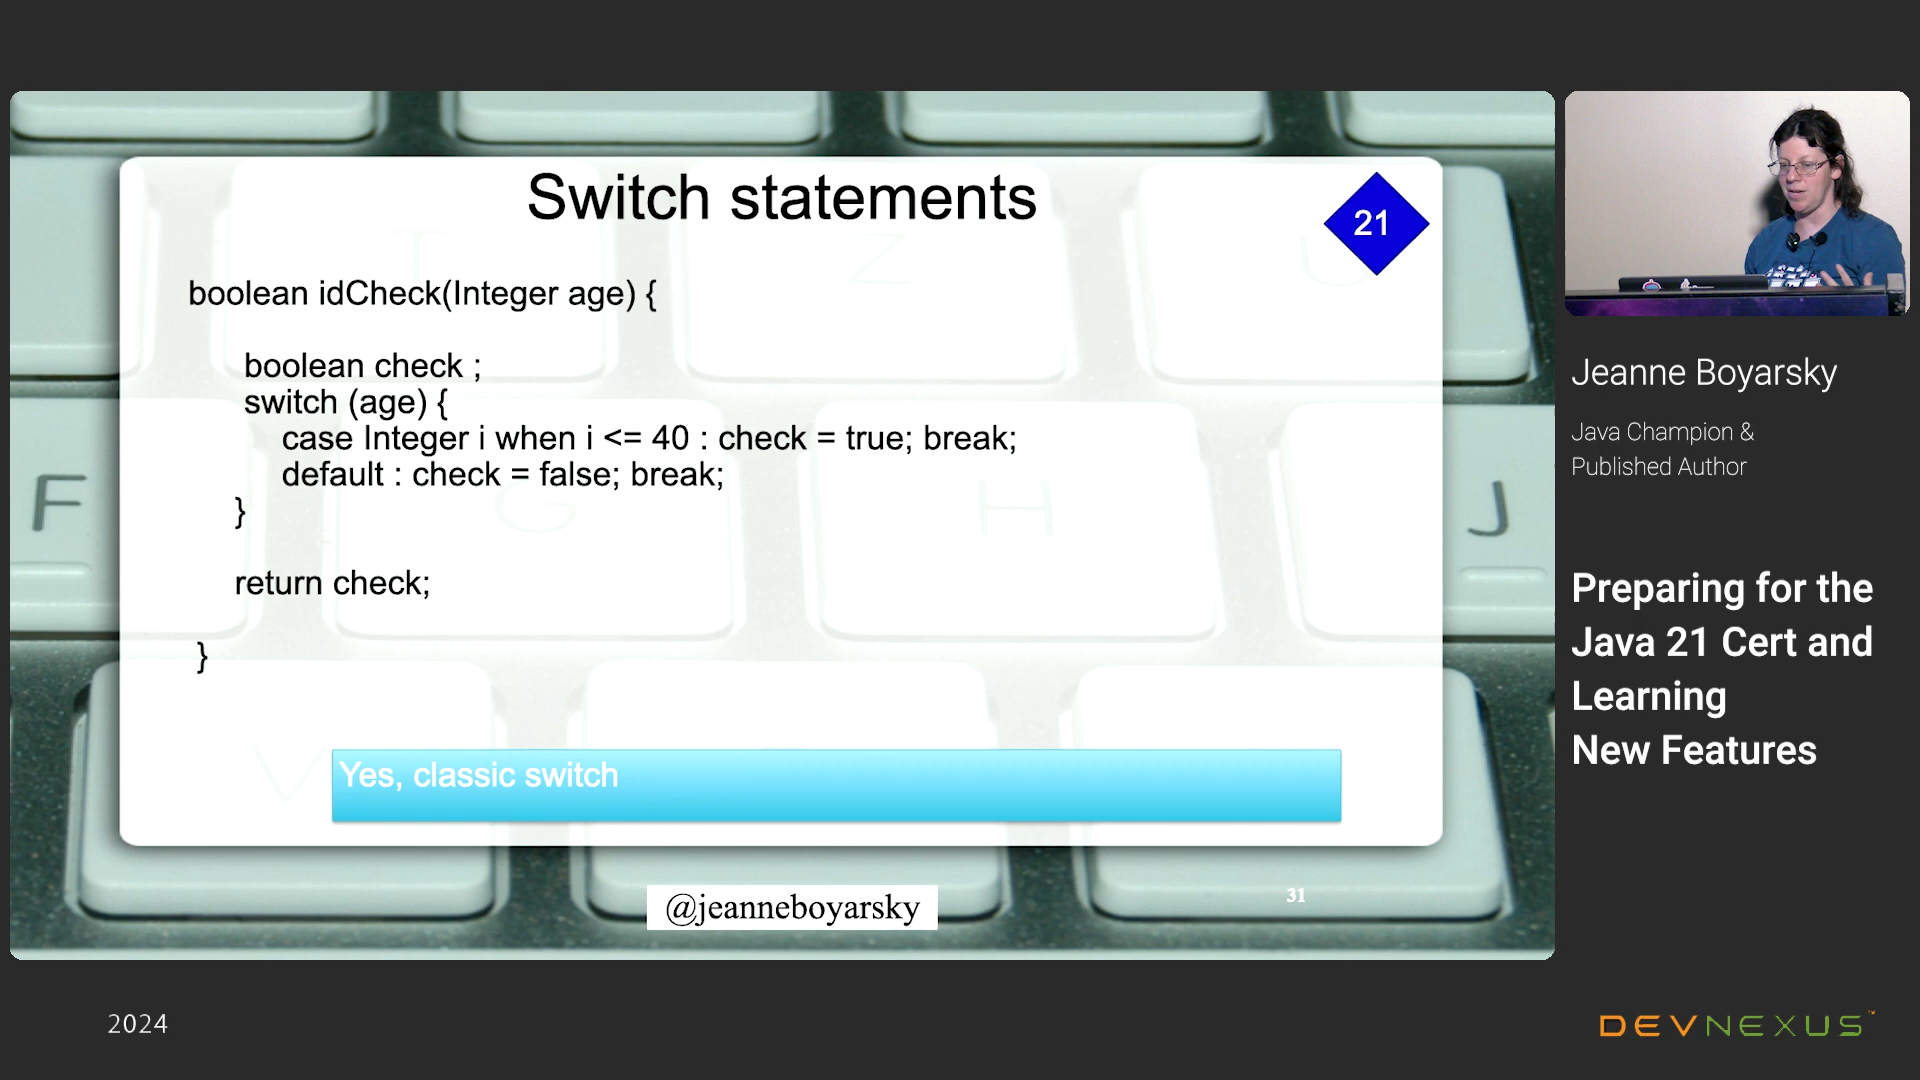 Switch statements
21
boolean idCheck(Integer age) {
boolean check ;
switch (age) {
case Integer i when i <= 40 : check = true; break;
default : check = false; break;
}
return check;
}
Yes, classic switch
@jeanneboyarsky
31
F
G
H
J
Jeanne Boyarsky
Java Champion &
Published Author
Preparing for the
Java 21 Cert and
Learning
New Features
2024
DEVNEXUS™